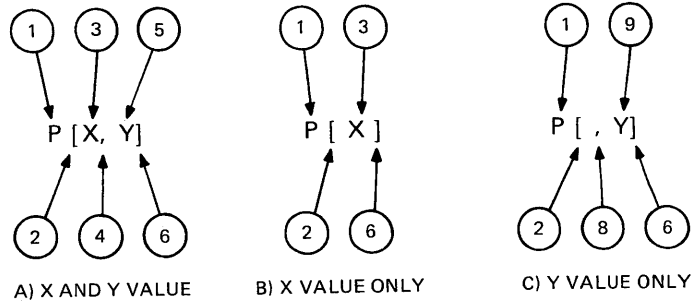 1 3 5 1 3 1 9
P [X, Y] P [ X ] P [ , Y]
2 4 6 2 6 2 8 6
A) X AND Y VALUE B) X VALUE ONLY C) Y VALUE ONLY